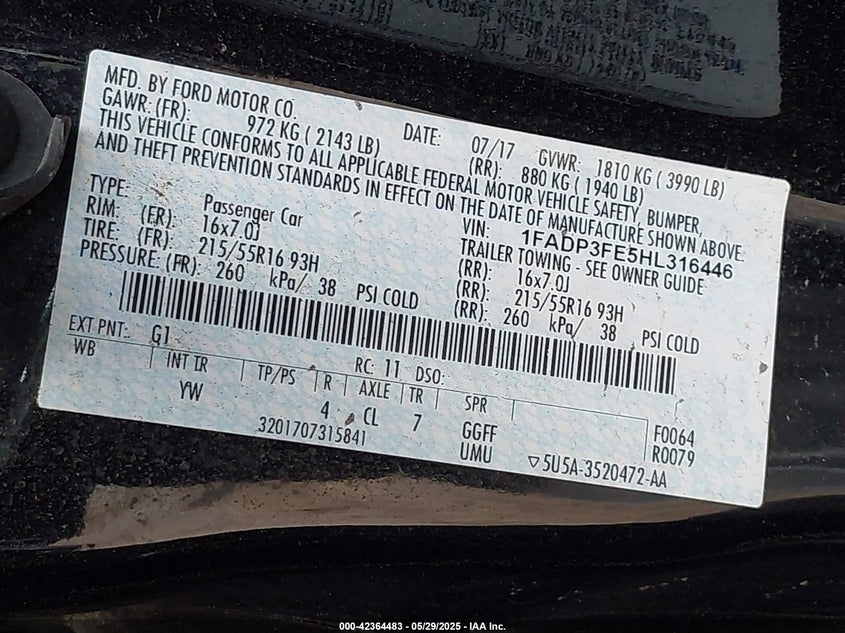 MFD. BY FORD MOTOR CO. DATE: 07/17 GVWR: 1810 KG ( 3990 LB)
GAWR: (FR): 972 KG ( 2143 LB) (RR): 880 KG ( 1940 LB)
THIS VEHICLE CONFORMS TO ALL APPLICABLE FEDERAL MOTOR VEHICLE SAFETY, BUMPER,
AND THEFT PREVENTION STANDARDS IN EFFECT ON THE DATE OF MANUFACTURE SHOWN ABOVE.
VIN: 1FADP3FE5HL316446
TYPE: Passenger Car TRAILER TOWING - SEE OWNER GUIDE
RIM: (FR): 16x7.0J (RR): 16x7.0J
TIRE: (FR): 215/55R16 93H (RR): 215/55R16 93H
PRESSURE (FR): 260 kPa/ 38 PSI COLD (RR): 260 kPa/ 38 PSI COLD
EXT PNT: G1 RC: 11 DSO:
WB INT TR TP/PS R AXLE TR SPR
YW 4 CL 7 GGFF F0064
UMU R0079
3201707315841 ▽5U5A-3520472-AA
000-42364483 - 05/29/2025 - IAA Inc.